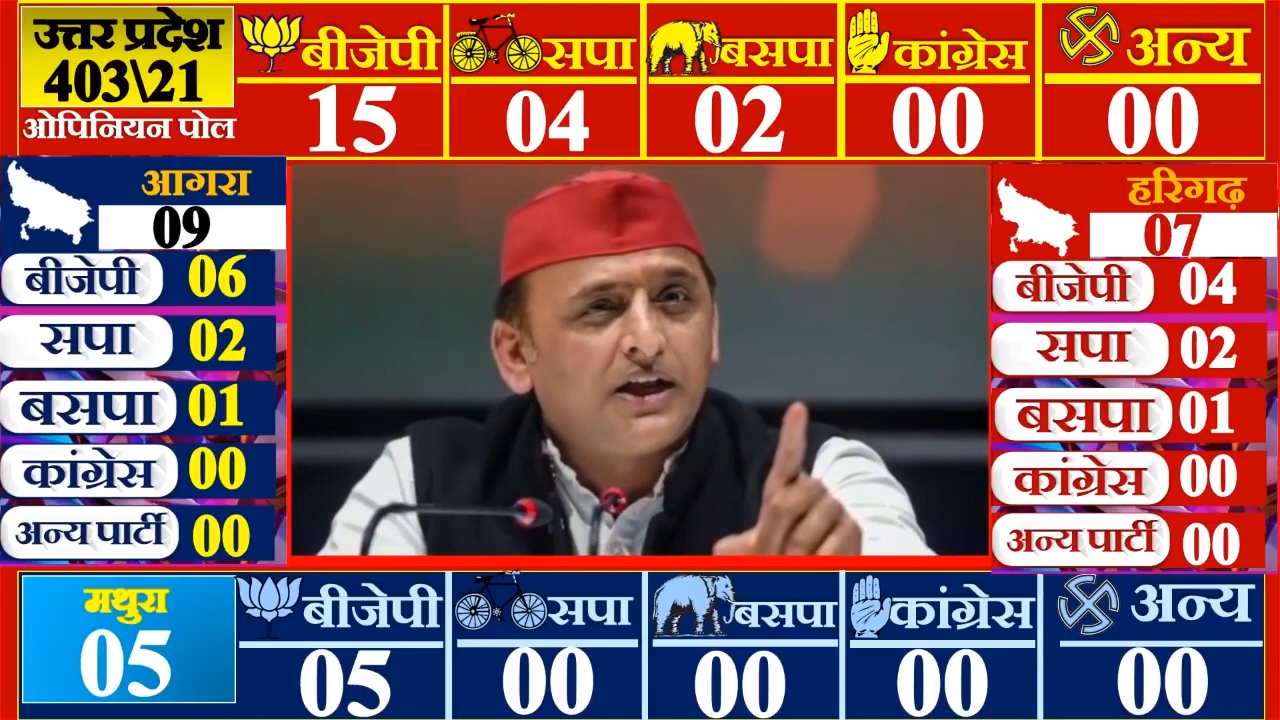 उत्तर प्रदेश
403\21
ओपिनियन पोल
बीजेपी सपा बसपा कांग्रेस अन्य
15 04 02 00 00
आगरा
09
बीजेपी 06
सपा 02
बसपा 01
कांग्रेस 00
अन्य पार्टी 00
हरिगढ़
07
बीजेपी 04
सपा 02
बसपा 01
कांग्रेस 00
अन्य पार्टी 00
मथुरा
05
बीजेपी सपा बसपा कांग्रेस अन्य
05 00 00 00 00